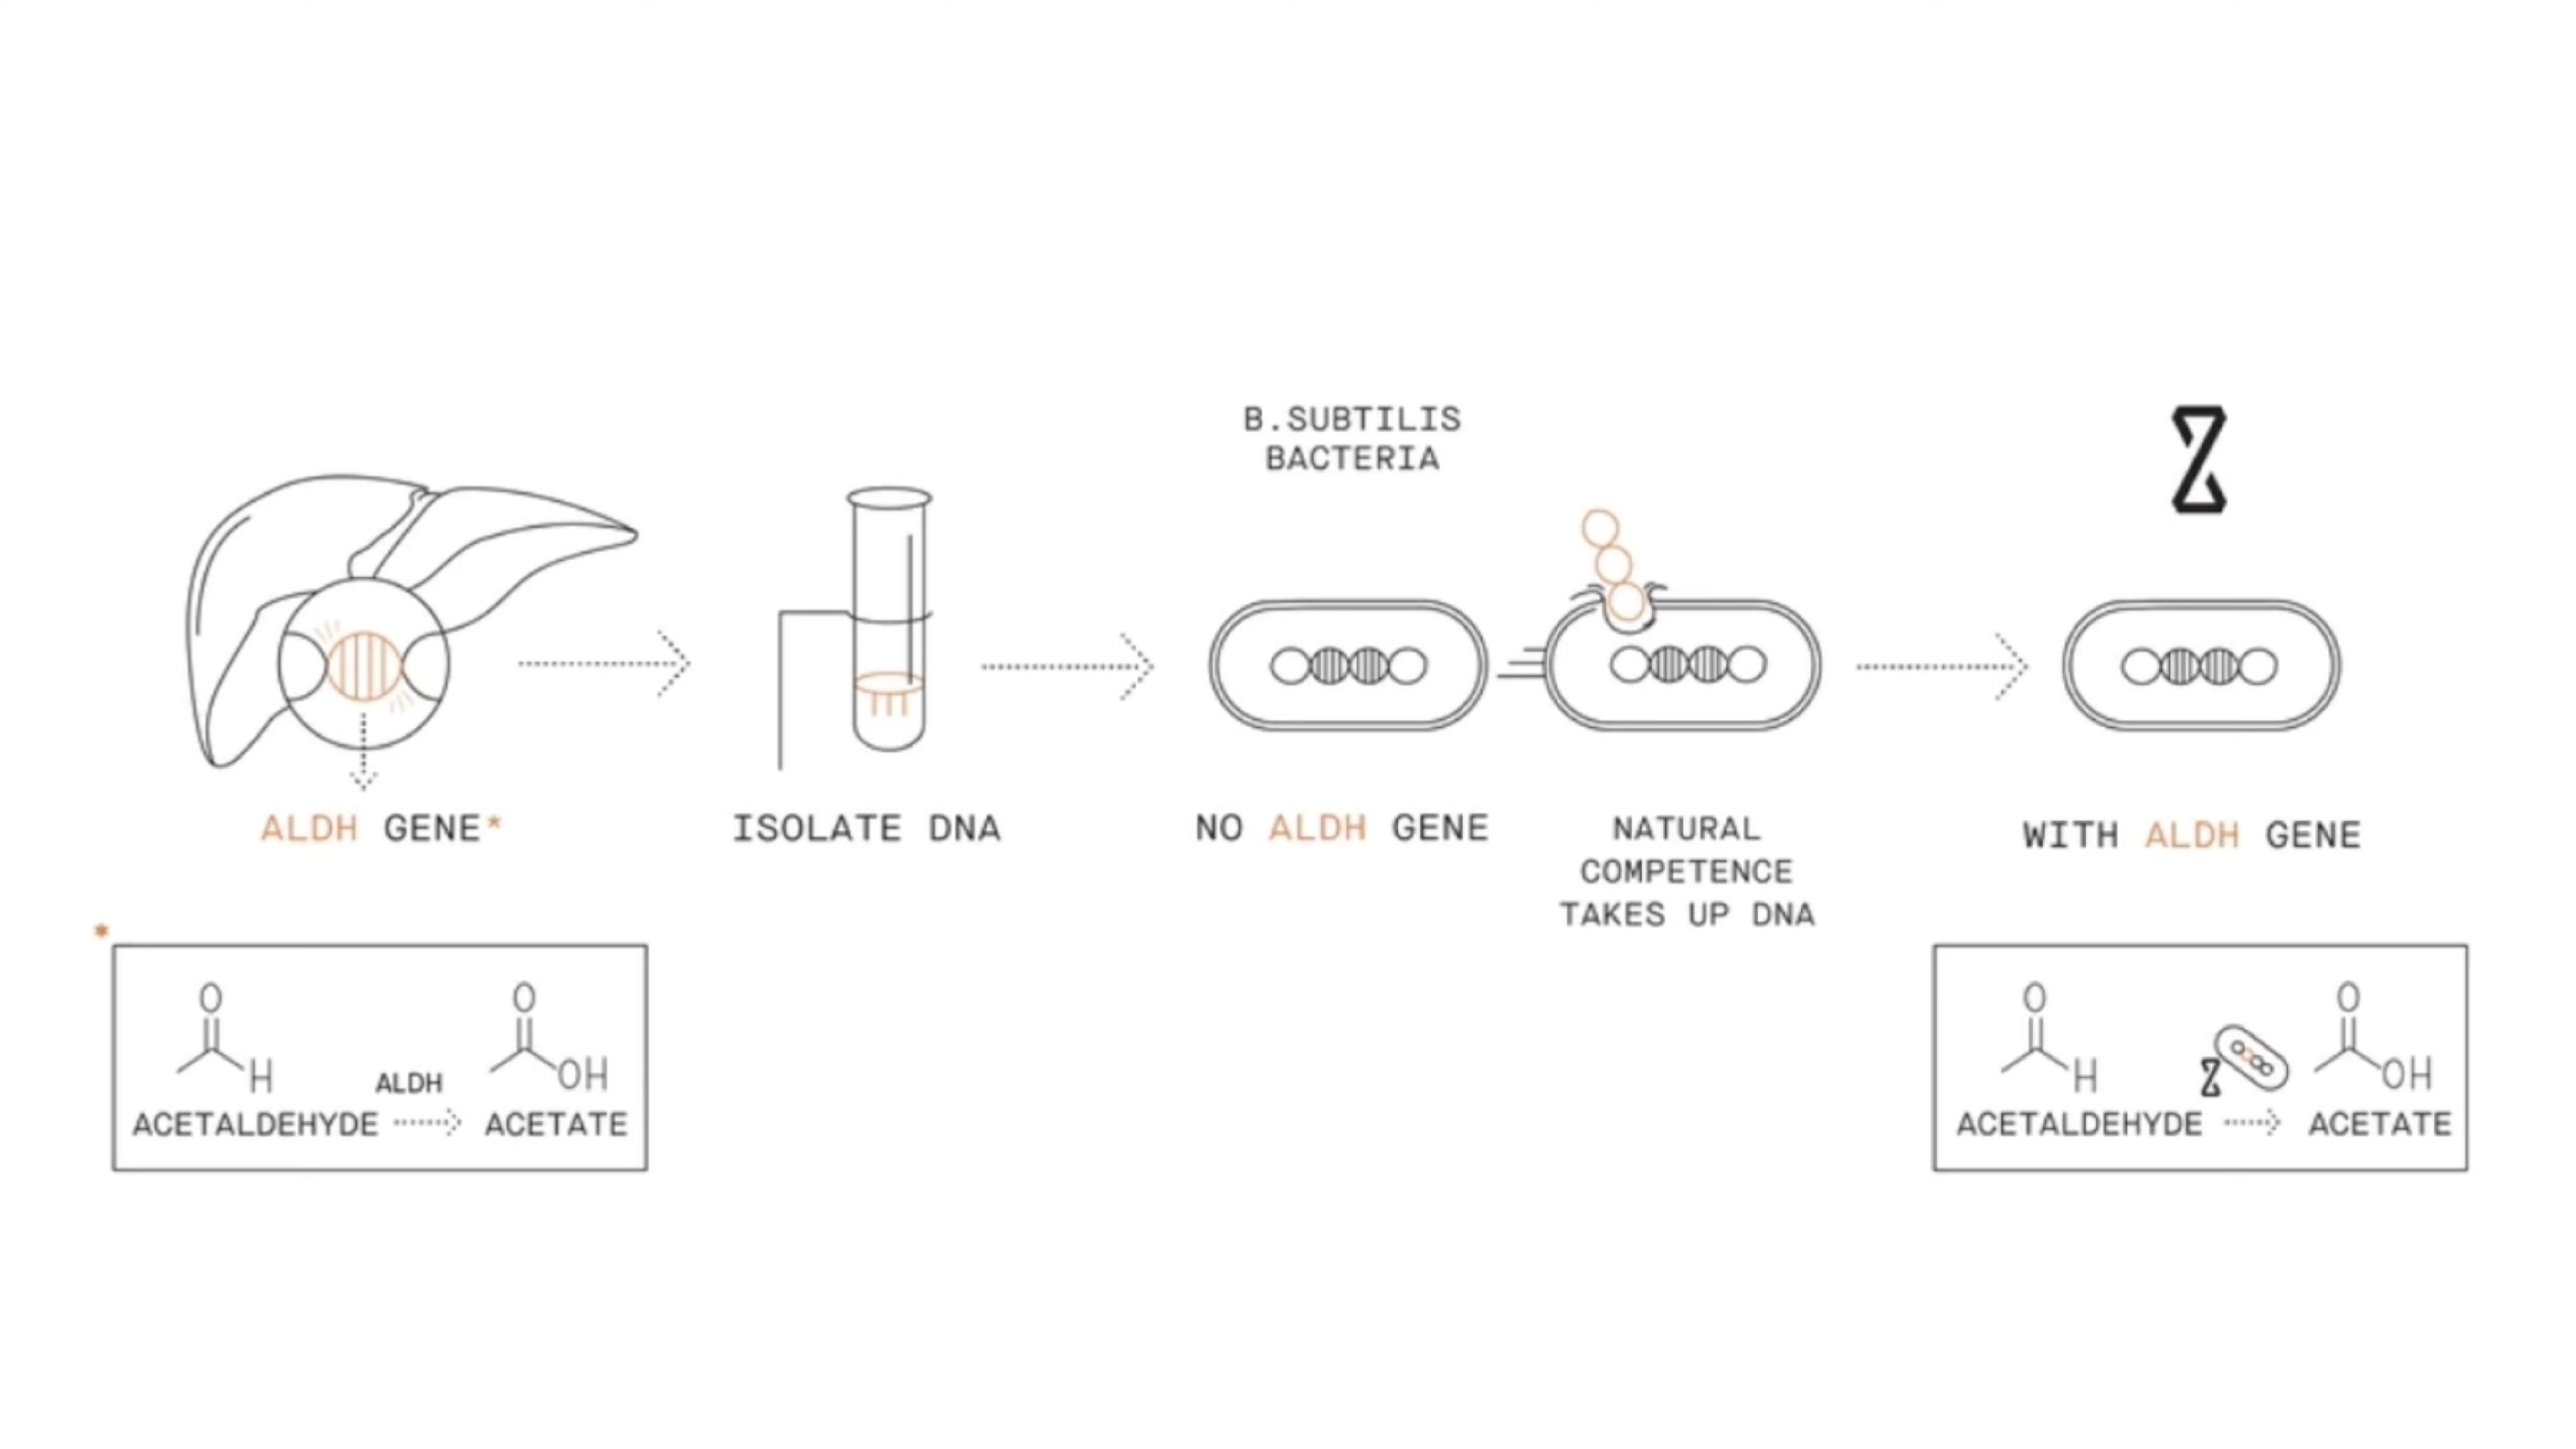 B.SUBTILIS
BACTERIA
ALDH GENE*
ISOLATE DNA
NO ALDH GENE
NATURAL
COMPETENCE
TAKES UP DNA
WITH ALDH GENE
*
O
H
ALDH
O
OH
ACETALDEHYDE
ACETATE
O
H
O
OH
ACETALDEHYDE
ACETATE